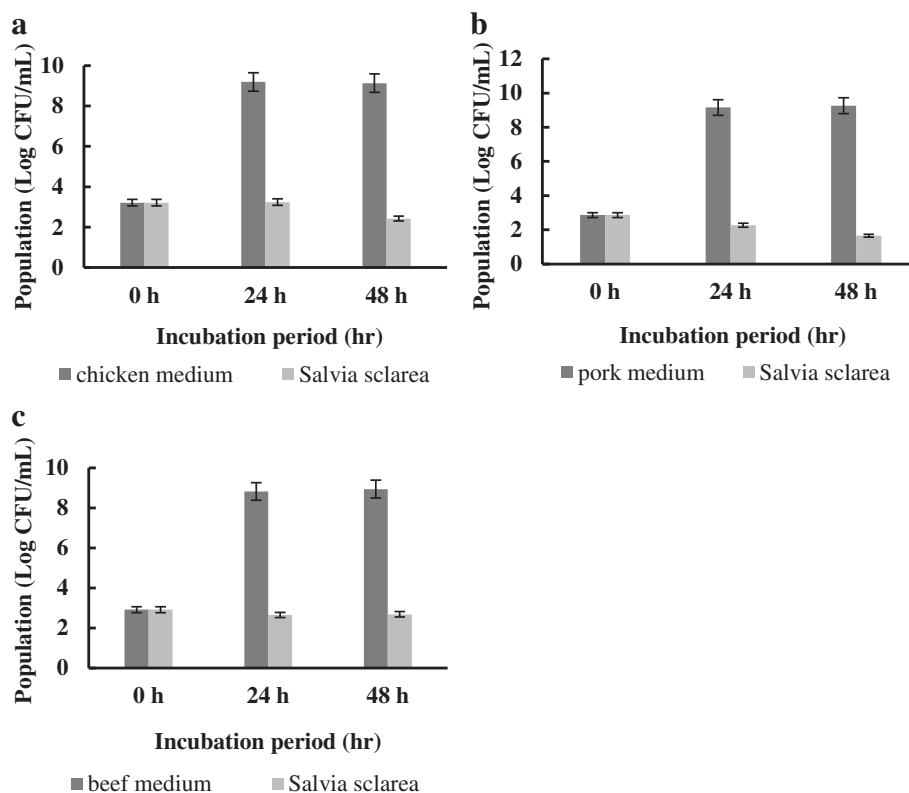 a
Population (Log CFU/mL)
10
8
6
4
2
0
0 h 24 h 48 h
Incubation period (hr)
chicken medium Salvia sclarea
b
Population (Log CFU/mL)
12
10
8
6
4
2
0
0 h 24 h 48 h
Incubation period (hr)
pork medium Salvia sclarea
c
Population (Log CFU/mL)
10
8
6
4
2
0
0 h 24 h 48 h
Incubation period (hr)
beef medium Salvia sclarea